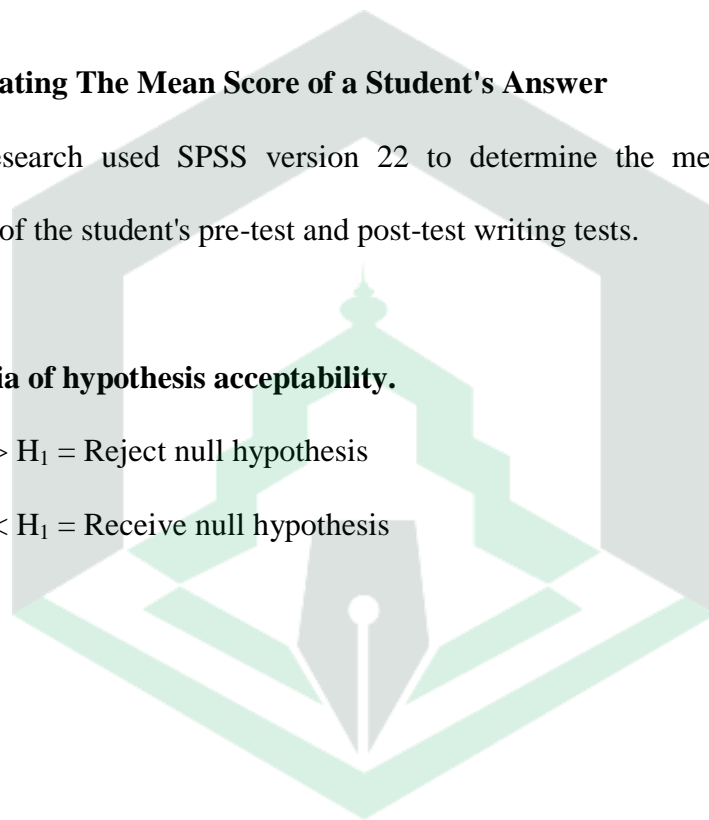 ating The Mean Score of a Student's Answer
esearch used SPSS version 22 to determine the me
of the student's pre-test and post-test writing tests.
ia of hypothesis acceptability.
> H₁ = Reject null hypothesis
< H₁ = Receive null hypothesis